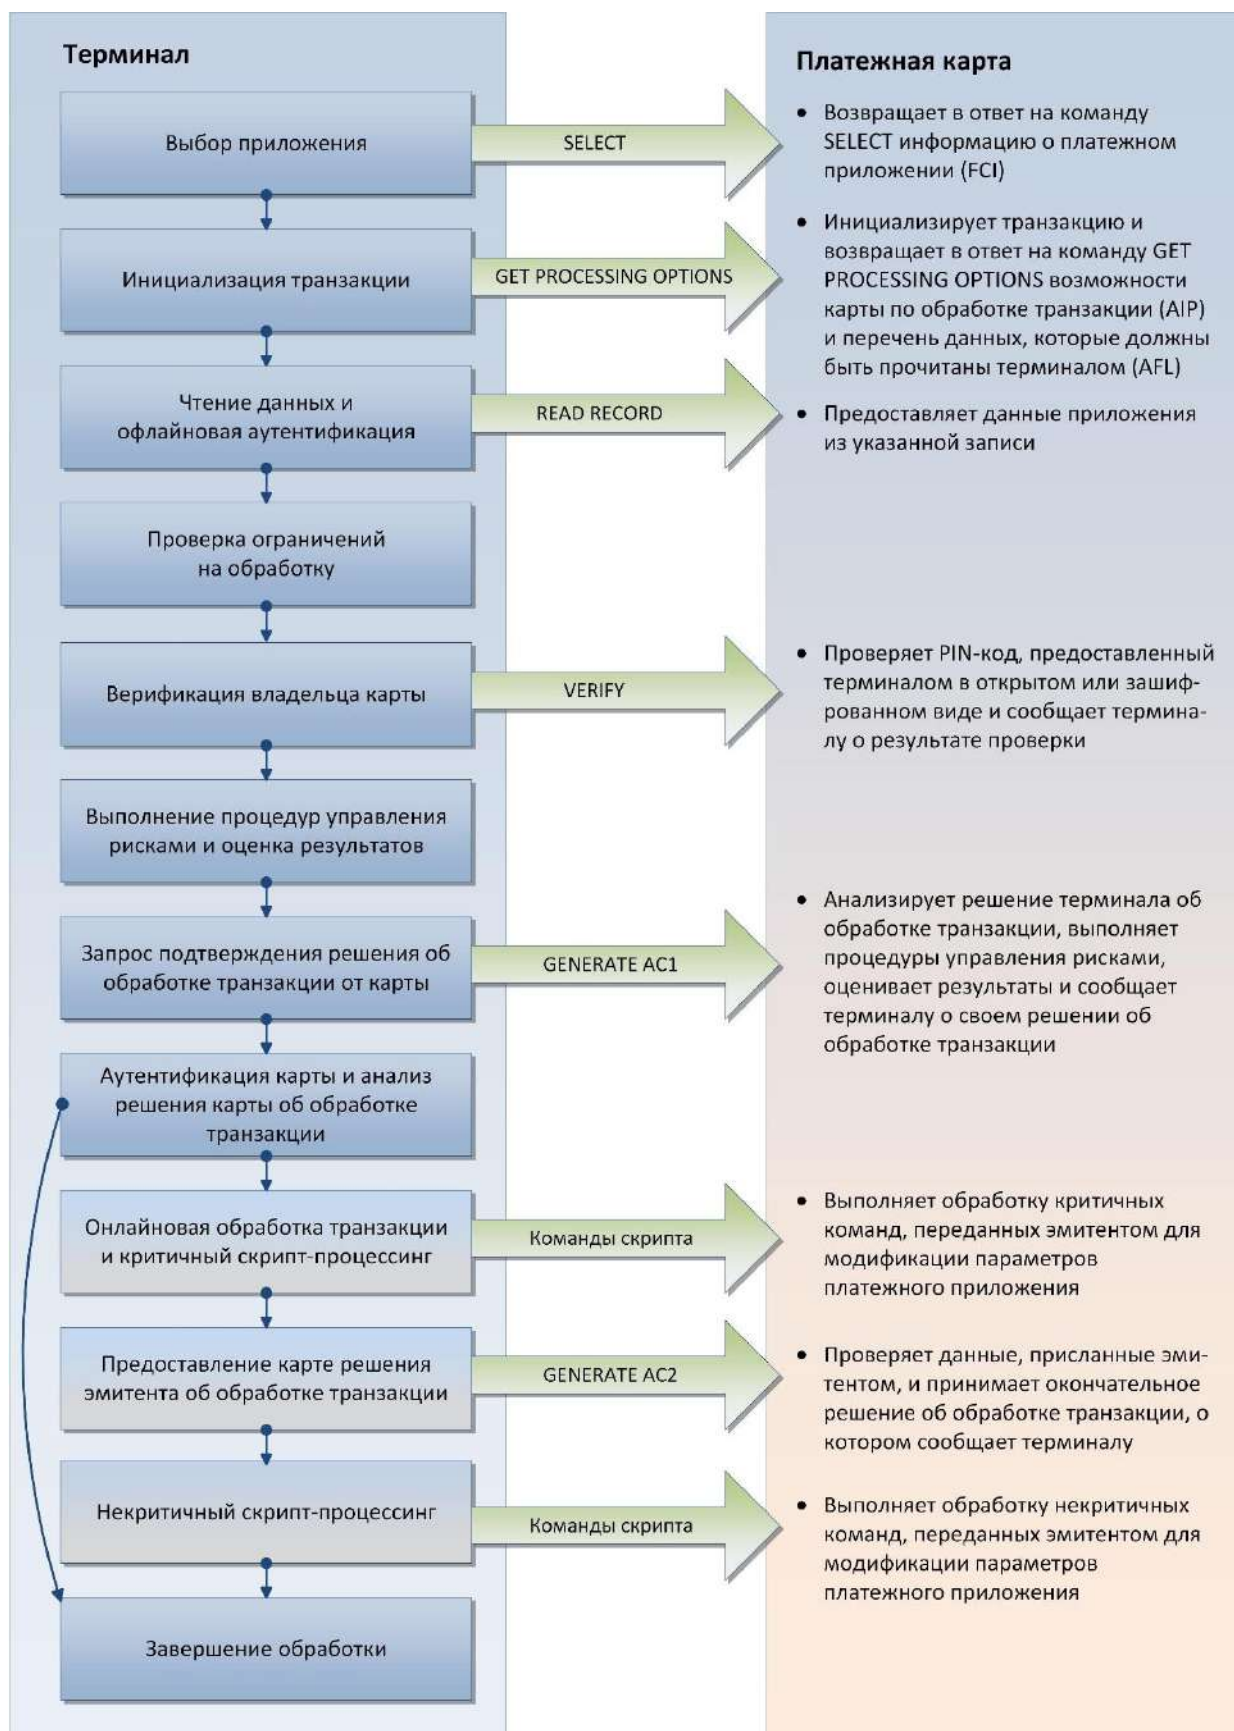 Терминал
Платежная карта
Выбор приложения
SELECT
• Возвращает в ответ на команду
SELECT информацию о платежном
приложении (FCI)
Инициализация транзакции
GET PROCESSING OPTIONS
• Инициализирует транзакцию и
возвращает в ответ на команду GET
PROCESSING OPTIONS возможности
карты по обработке транзакции (AIP)
и перечень данных, которые должны
быть прочитаны терминалом (AFL)
Чтение данных и
офлайновая аутентификация
READ RECORD
• Предоставляет данные приложения
из указанной записи
Проверка ограничений
на обработку
Верификация владельца карты
VERIFY
• Проверяет PIN-код, предоставленный
терминалом в открытом или зашиф-
рованном виде и сообщает термина-
лу о результате проверки
Выполнение процедур управления
рисками и оценка результатов
Запрос подтверждения решения об
обработке транзакции от карты
GENERATE AC1
• Анализирует решение терминала об
обработке транзакции, выполняет
процедуры управления рисками,
оценивает результаты и сообщает
терминалу о своем решении об
обработке транзакции
Аутентификация карты и анализ
решения карты об обработке
транзакции
Онлайновая обработка транзакции
и критичный скрипт-процессинг
Команды скрипта
• Выполняет обработку критичных
команд, переданных эмитентом для
модификации параметров
платежного приложения
Предоставление карте решения
эмитента об обработке транзакции
GENERATE AC2
• Проверяет данные, присланные эми-
тентом, и принимает окончательное
решение об обработке транзакции, о
котором сообщает терминалу
Некритичный скрипт-процессинг
Команды скрипта
• Выполняет обработку некритичных
команд, переданных эмитентом для
модификации параметров
платежного приложения
Завершение обработки